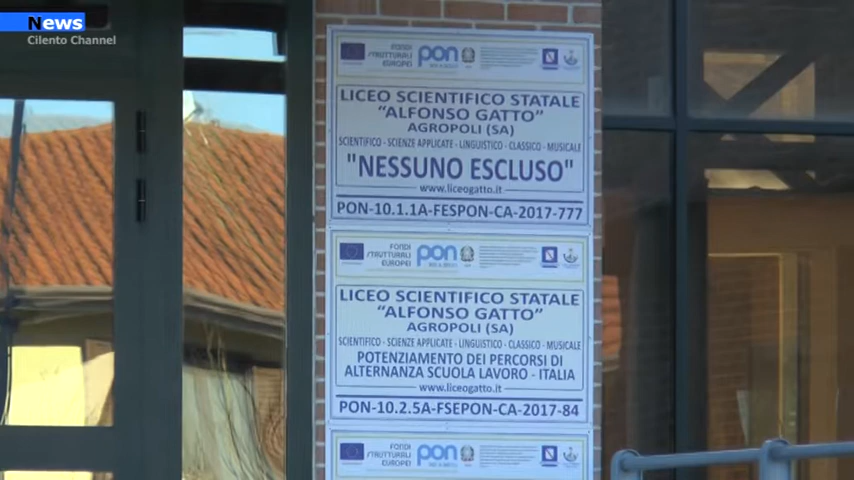 News
Cilento Channel
FONDI
STRUTTURALI
EUROPEI
pon
LICEO SCIENTIFICO STATALE
"ALFONSO GATTO"
AGROPOLI (SA)
SCIENTIFICO - SCIENZE APPLICATE - LINGUISTICO - CLASSICO - MUSICALE
"NESSUNO ESCLUSO"
www.liceogatto.it
PON-10.1.1A-FESPON-CA-2017-777
FONDI
STRUTTURALI
EUROPEI
pon
LICEO SCIENTIFICO STATALE
"ALFONSO GATTO"
AGROPOLI (SA)
SCIENTIFICO - SCIENZE APPLICATE - LINGUISTICO - CLASSICO - MUSICALE
POTENZIAMENTO DEI PERCORSI DI
ALTERNANZA SCUOLA LAVORO - ITALIA
www.liceogatto.it
PON-10.2.5A-FSEPON-CA-2017-84
FONDI
STRUTTURALI
EUROPEI
pon